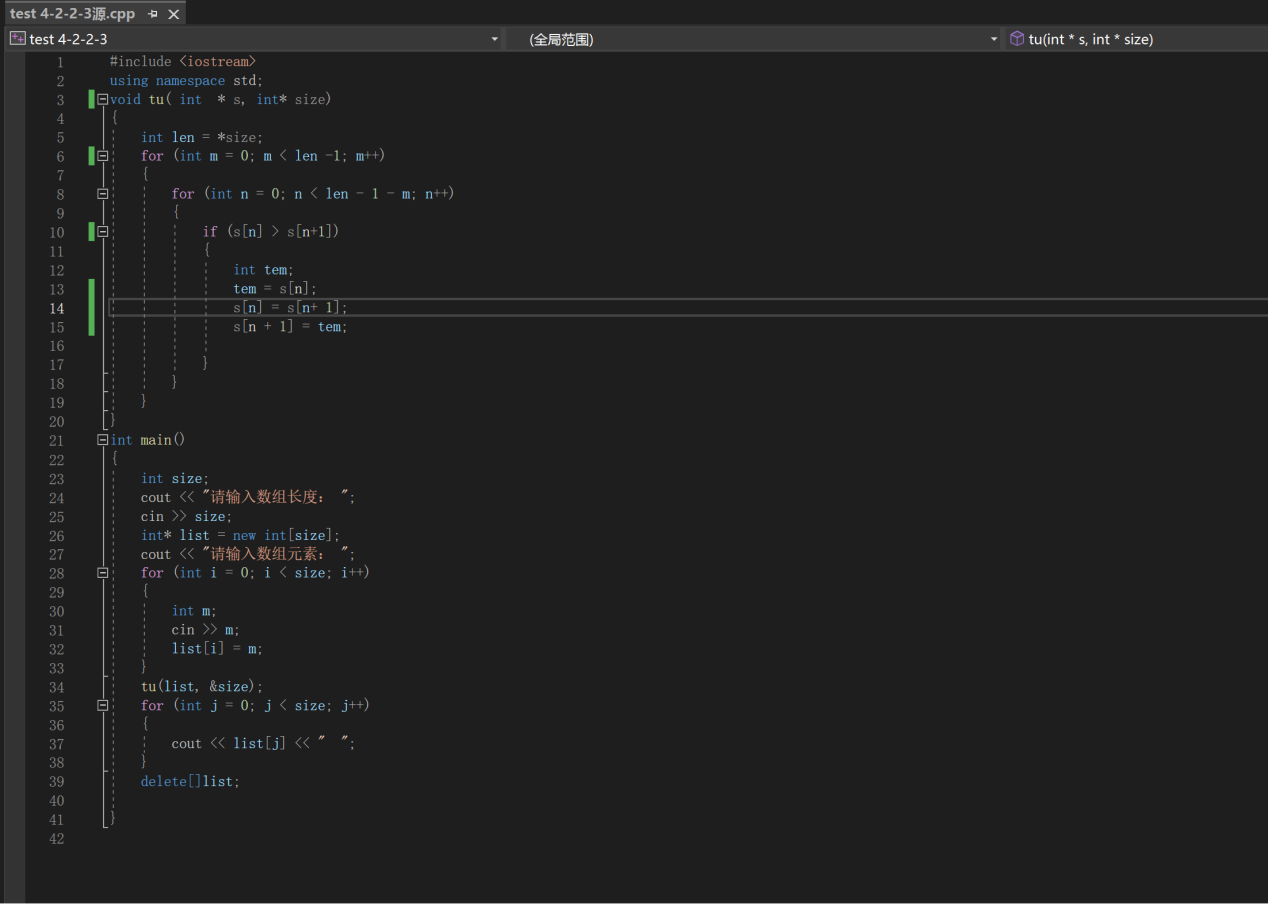 test 4-2-2-3源.cpp
test 4-2-2-3 (全局范围) tu(int * s, int * size)
1 #include <iostream>
2 using namespace std;
3 void tu( int  * s, int* size)
4 {
5     int len = *size;
6     for (int m = 0; m < len -1; m++)
7     {
8         for (int n = 0; n < len - 1 - m; n++)
9         {
10             if (s[n] > s[n+1])
11             {
12                 int tem;
13                 tem = s[n];
14                 s[n] = s[n+ 1];
15                 s[n + 1] = tem;
16
17             }
18         }
19     }
20 }
21 int main()
22 {
23     int size;
24     cout << "请输入数组长度： ";
25     cin >> size;
26     int* list = new int[size];
27     cout << "请输入数组元素： ";
28     for (int i = 0; i < size; i++)
29     {
30         int m;
31         cin >> m;
32         list[i] = m;
33     }
34     tu(list, &size);
35     for (int j = 0; j < size; j++)
36     {
37         cout << list[j] << "  ";
38     }
39     delete[]list;
40
41 }
42